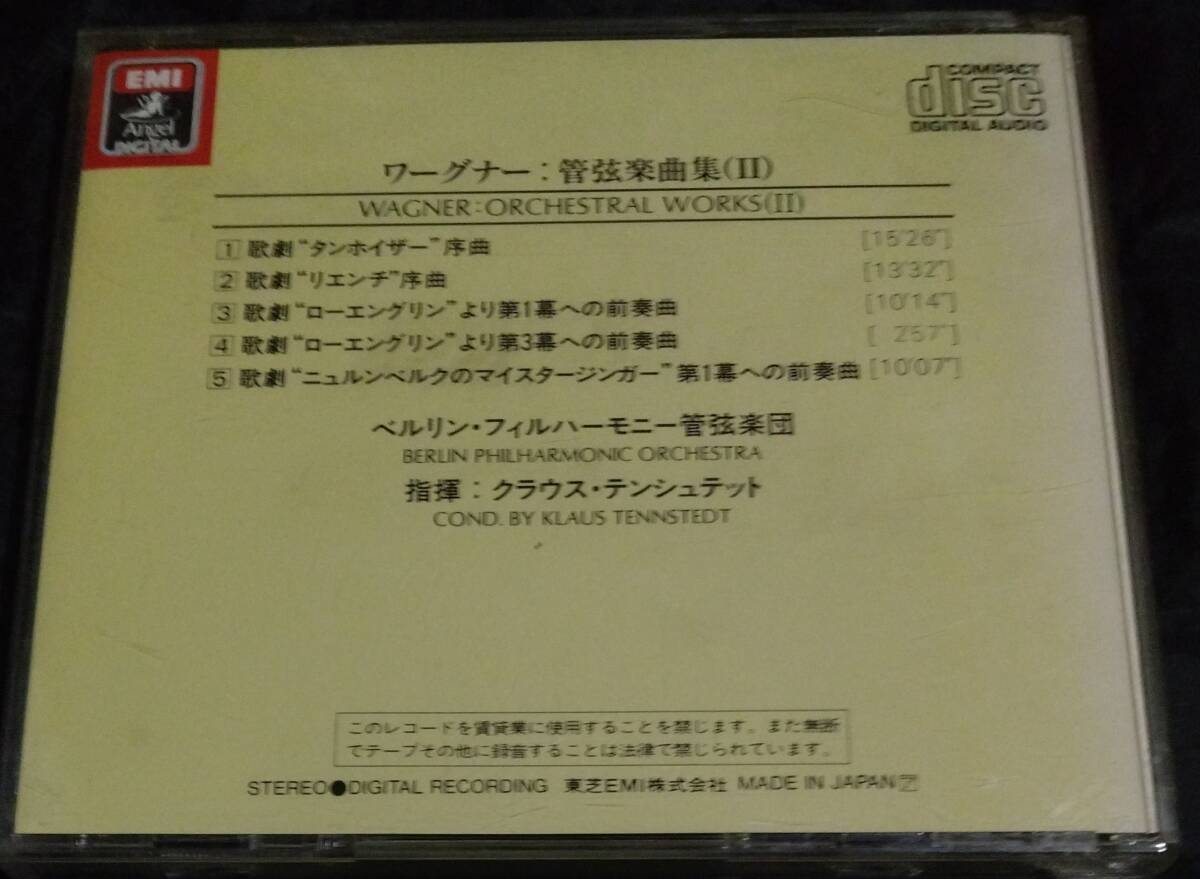 EMI
Angel
DIGITAL
COMPACT
disc
DIGITAL AUDIO
ワーグナー:管弦楽曲集(II)
WAGNER:ORCHESTRAL WORKS(II)
1 歌劇“タンホイザー”序曲 [15'26"]
2 歌劇“リエンチ”序曲 [13'32"]
3 歌劇“ローエングリン”より第1幕への前奏曲 [10'14"]
4 歌劇“ローエングリン”より第3幕への前奏曲 [ 2'57"]
5 歌劇“ニュルンベルクのマイスタージンガー”第1幕への前奏曲 [10'07"]
ベルリン・フィルハーモニー管弦楽団
BERLIN PHILHARMONIC ORCHESTRA
指揮:クラウス・テンシュテット
COND. BY KLAUS TENNSTEDT
このレコードを賃貸業に使用することを禁じます。また無断
でテープその他に録音することは法律で禁じられています。
STEREO●DIGITAL RECORDING 東芝EMI株式会社 MADE IN JAPAN